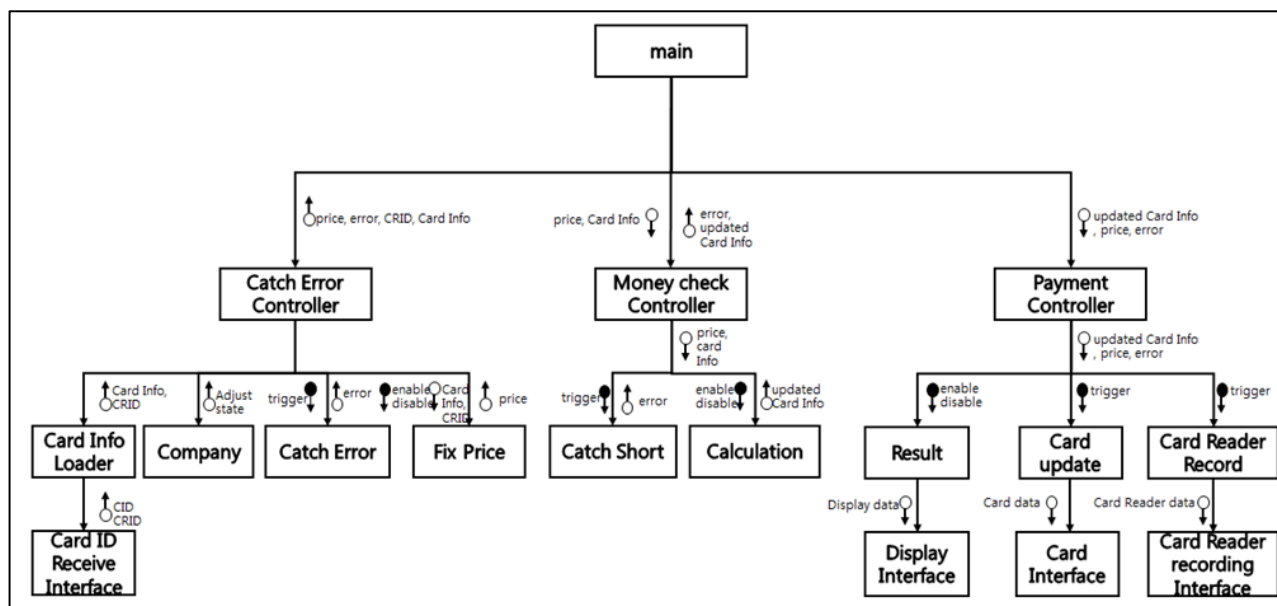 main
price, error, CRID, Card Info
price, Card Info
error,
updated
Card Info
updated Card Info
, price, error
Catch Error
Controller
Money check
Controller
Payment
Controller
price,
card
Info
updated Card Info
, price, error
Card Info,
CRID
Adjust
state
trigger
error
enable
disable
Card
Info,
CRID
price
trigger
error
enable
disable
updated
Card Info
enable
disable
trigger
trigger
Card Info
Loader
Company
Catch Error
Fix Price
Catch Short
Calculation
Result
Card
update
Card Reader
Record
CID
CRID
Display data
Card data
Card Reader data
Card ID
Receive
Interface
Display
Interface
Card
Interface
Card Reader
recording
Interface